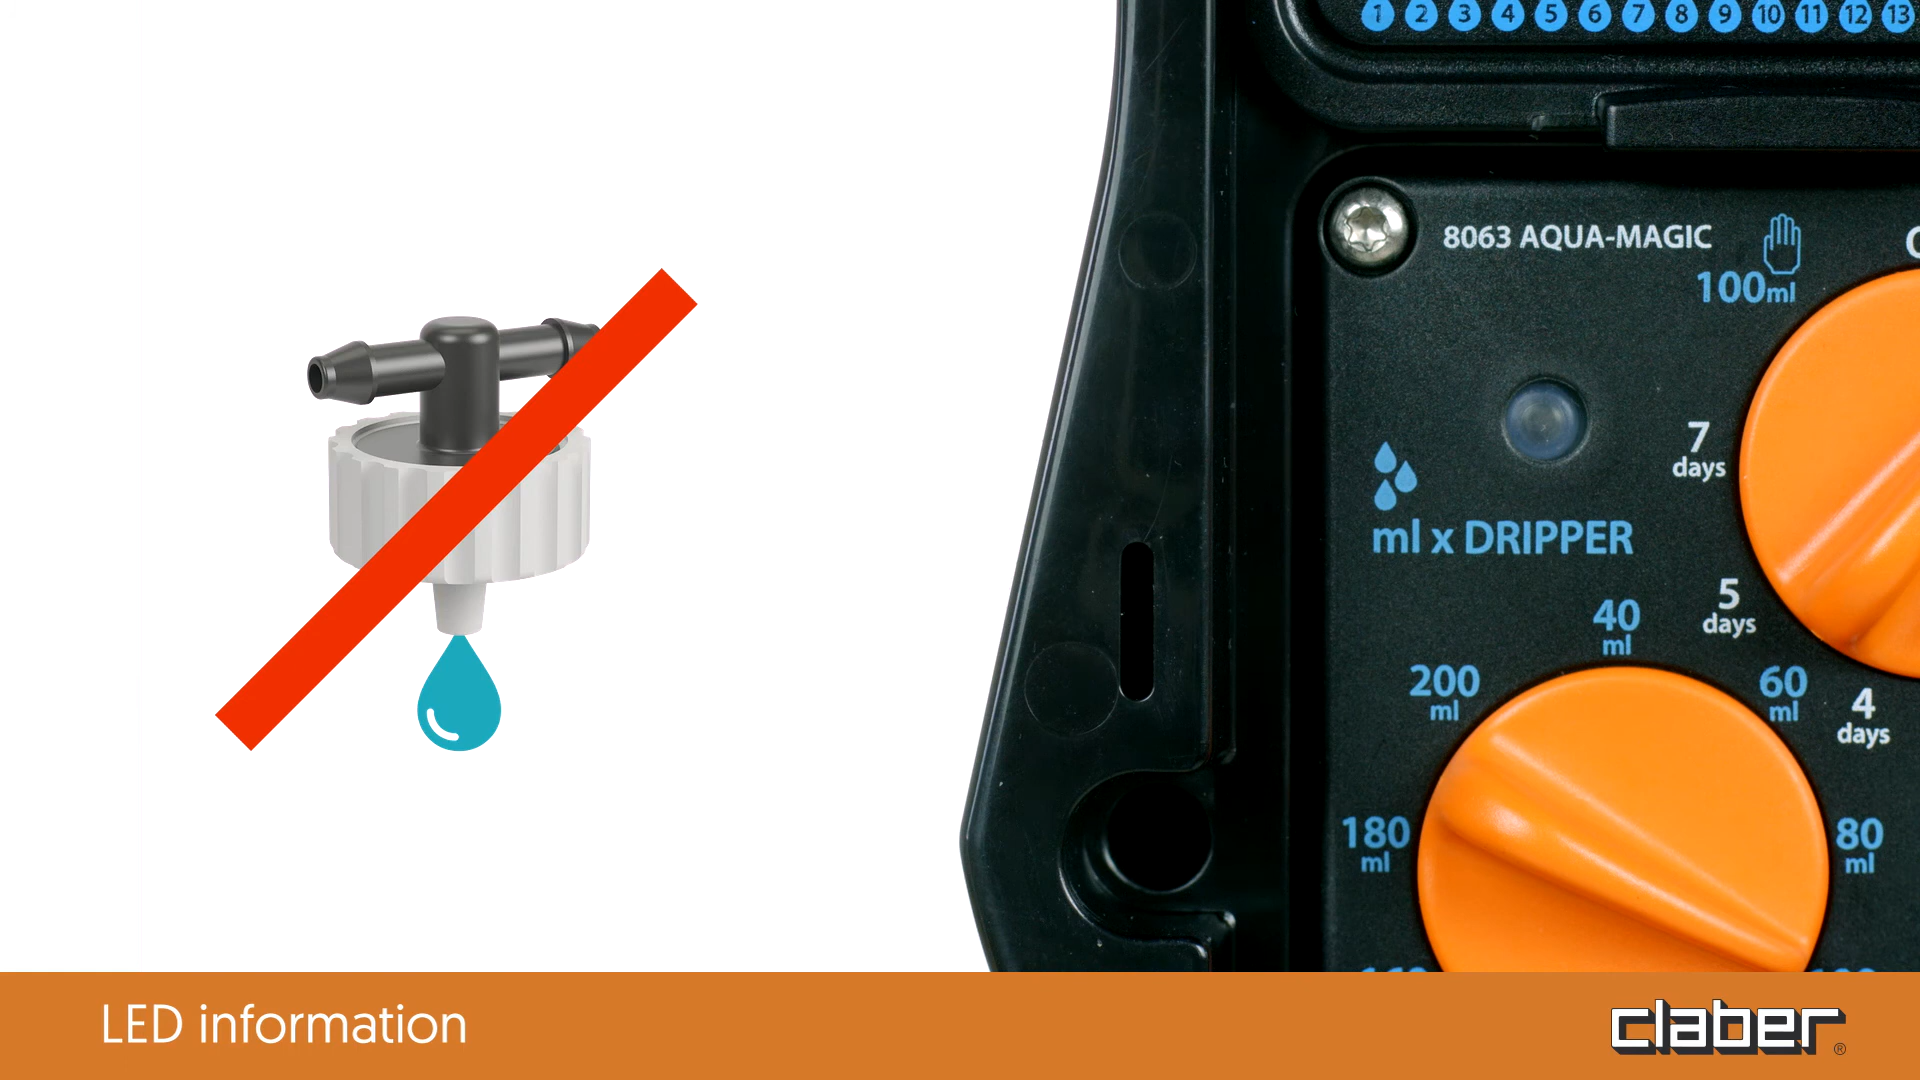 1 2 3 4 5 6 7 8 9 10 11 12 13
8063 AQUA-MAGIC
100ml
7
days
ml x DRIPPER
5
days
40
ml
200
ml
60
ml
4
days
180
ml
80
ml
LED information
claber®